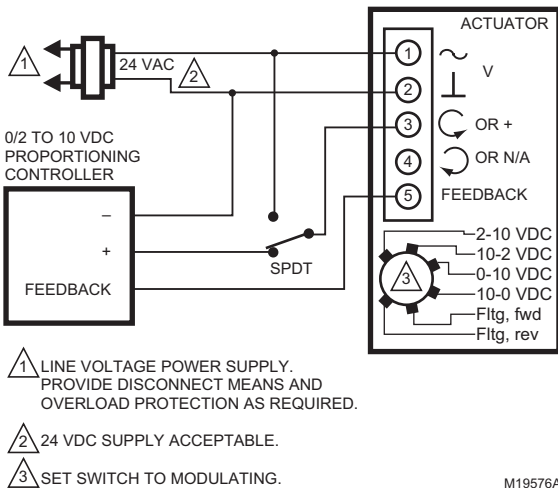 ACTUATOR
1
24 VAC
2
1
V
2
3
OR +
4
OR N/A
5
FEEDBACK
0/2 TO 10 VDC
PROPORTIONING
CONTROLLER
–
+
FEEDBACK
SPDT
3
2-10 VDC
10-2 VDC
0-10 VDC
10-0 VDC
Fltg, fwd
Fltg, rev
1 LINE VOLTAGE POWER SUPPLY.
PROVIDE DISCONNECT MEANS AND
OVERLOAD PROTECTION AS REQUIRED.
2 24 VDC SUPPLY ACCEPTABLE.
3 SET SWITCH TO MODULATING.
M19576A